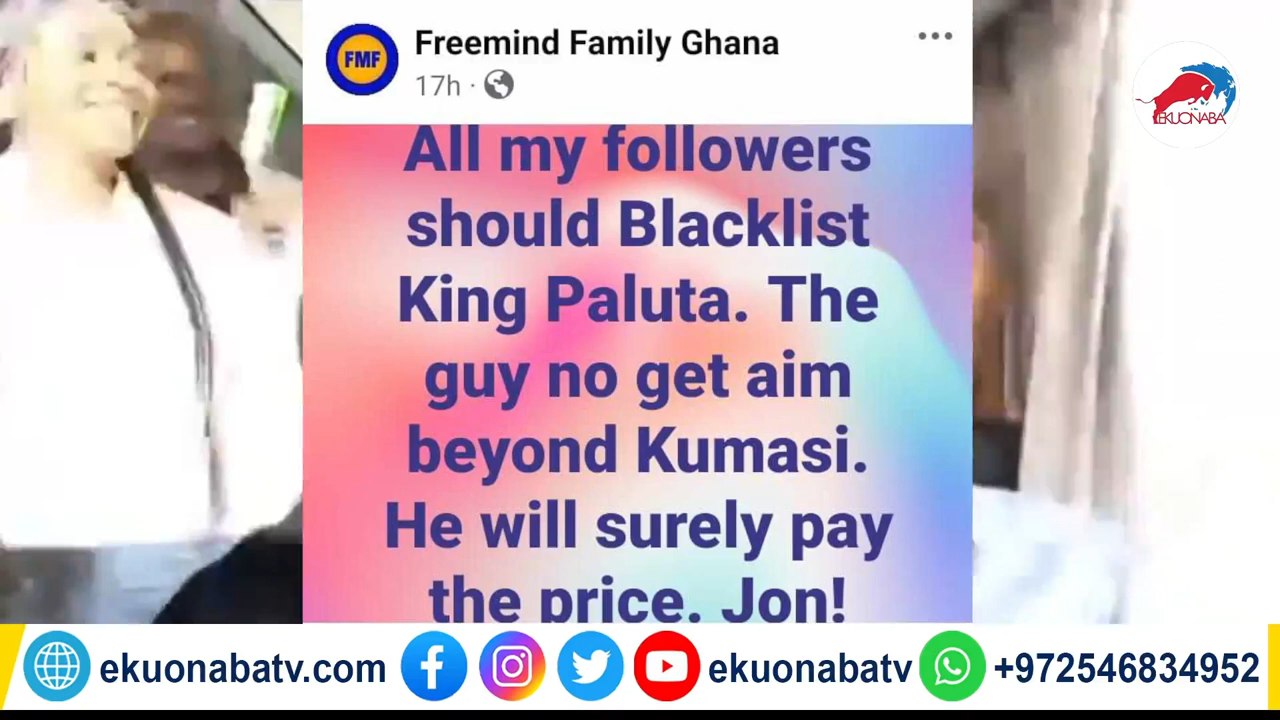 FMF
Freemind Family Ghana
17h ·
EKUONABA
All my followers
should Blacklist
King Paluta. The
guy no get aim
beyond Kumasi.
He will surely pay
the price. Jon!
ekuonabatv.com
ekuonabatv
+972546834952